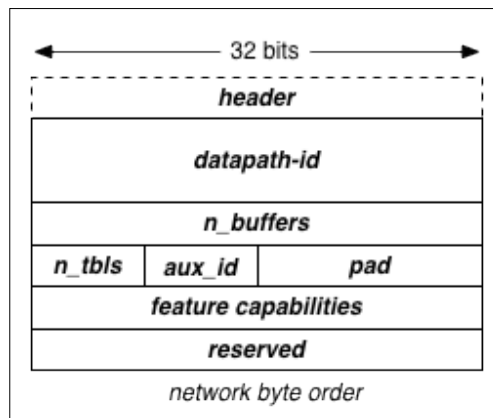 32 bits
header
datapath-id
n_buffers
n_tbls aux_id pad
feature capabilities
reserved
network byte order